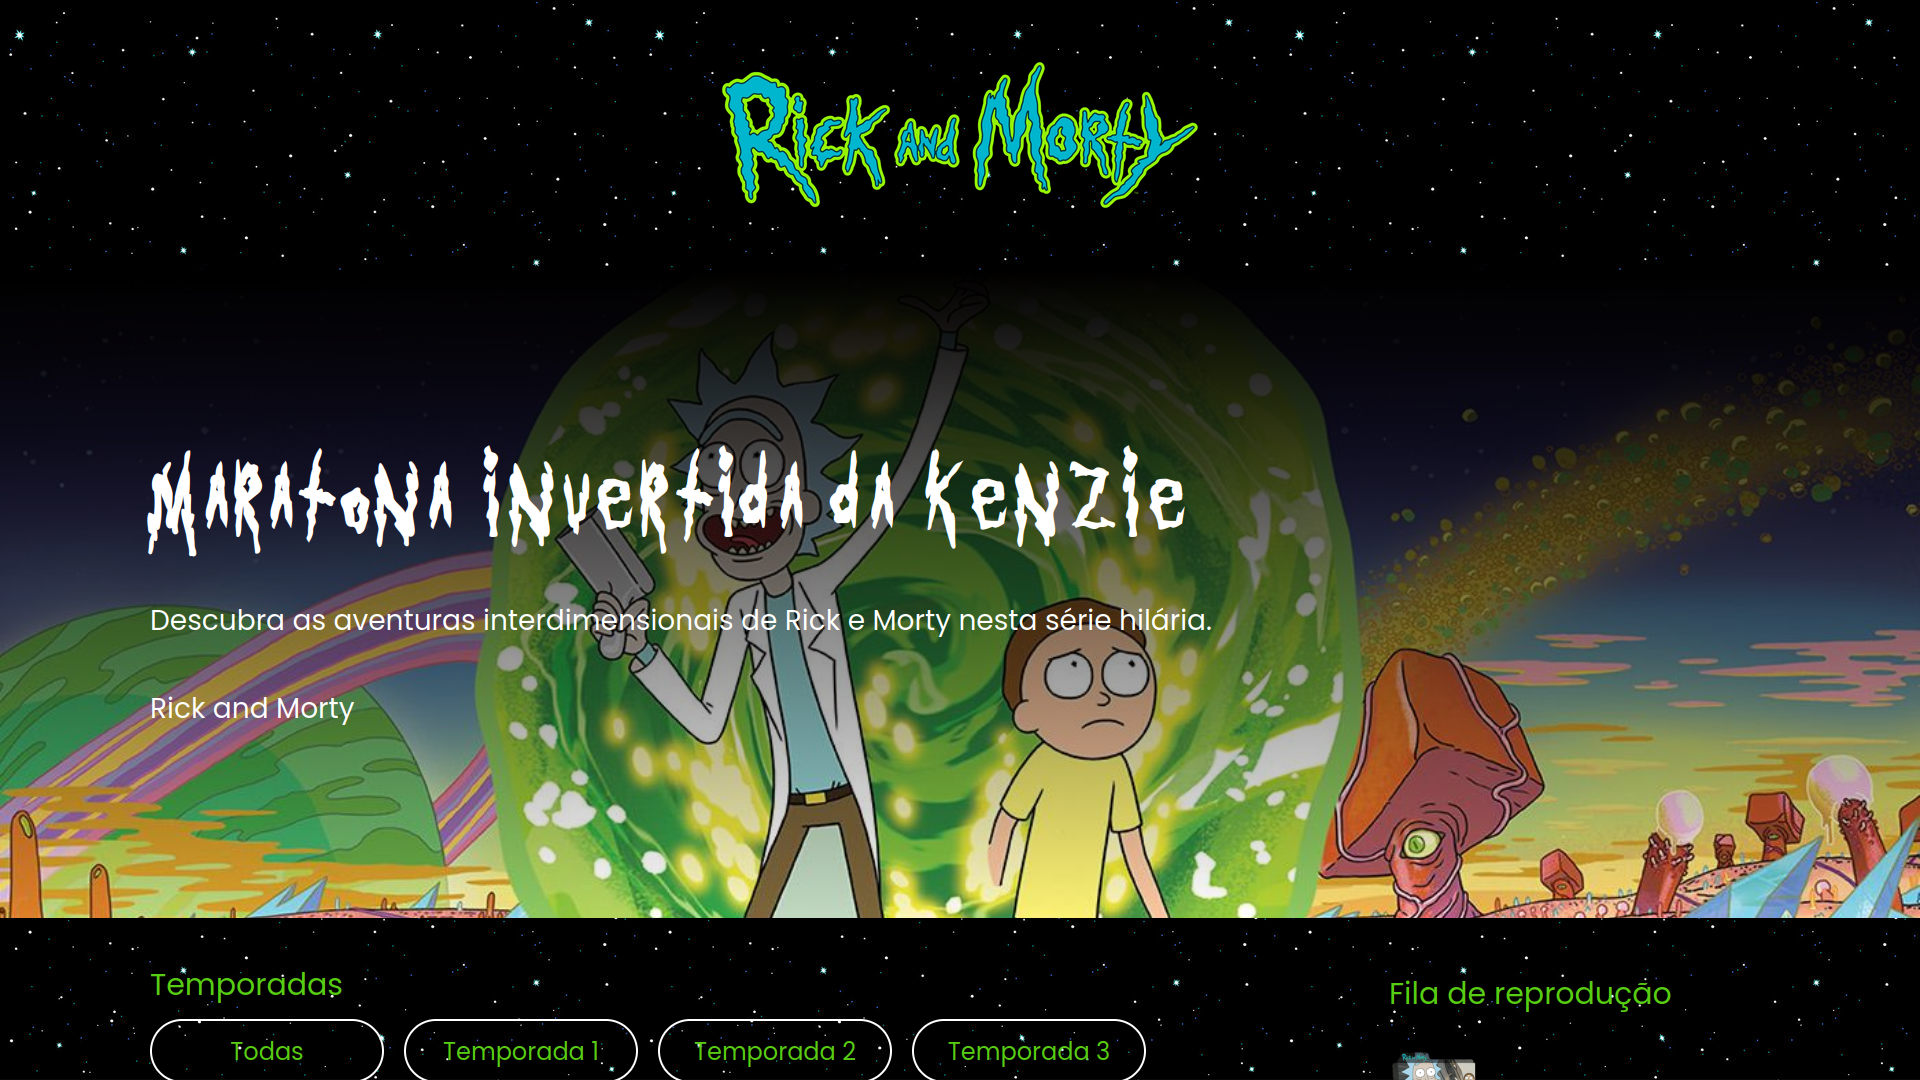 Rick and Morty
Maratona invertida da Kenzie
Descubra as aventuras interdimensionais de Rick e Morty nesta série hilária.
Rick and Morty
Temporadas
Todas
Temporada 1
Temporada 2
Temporada 3
Fila de reprodução